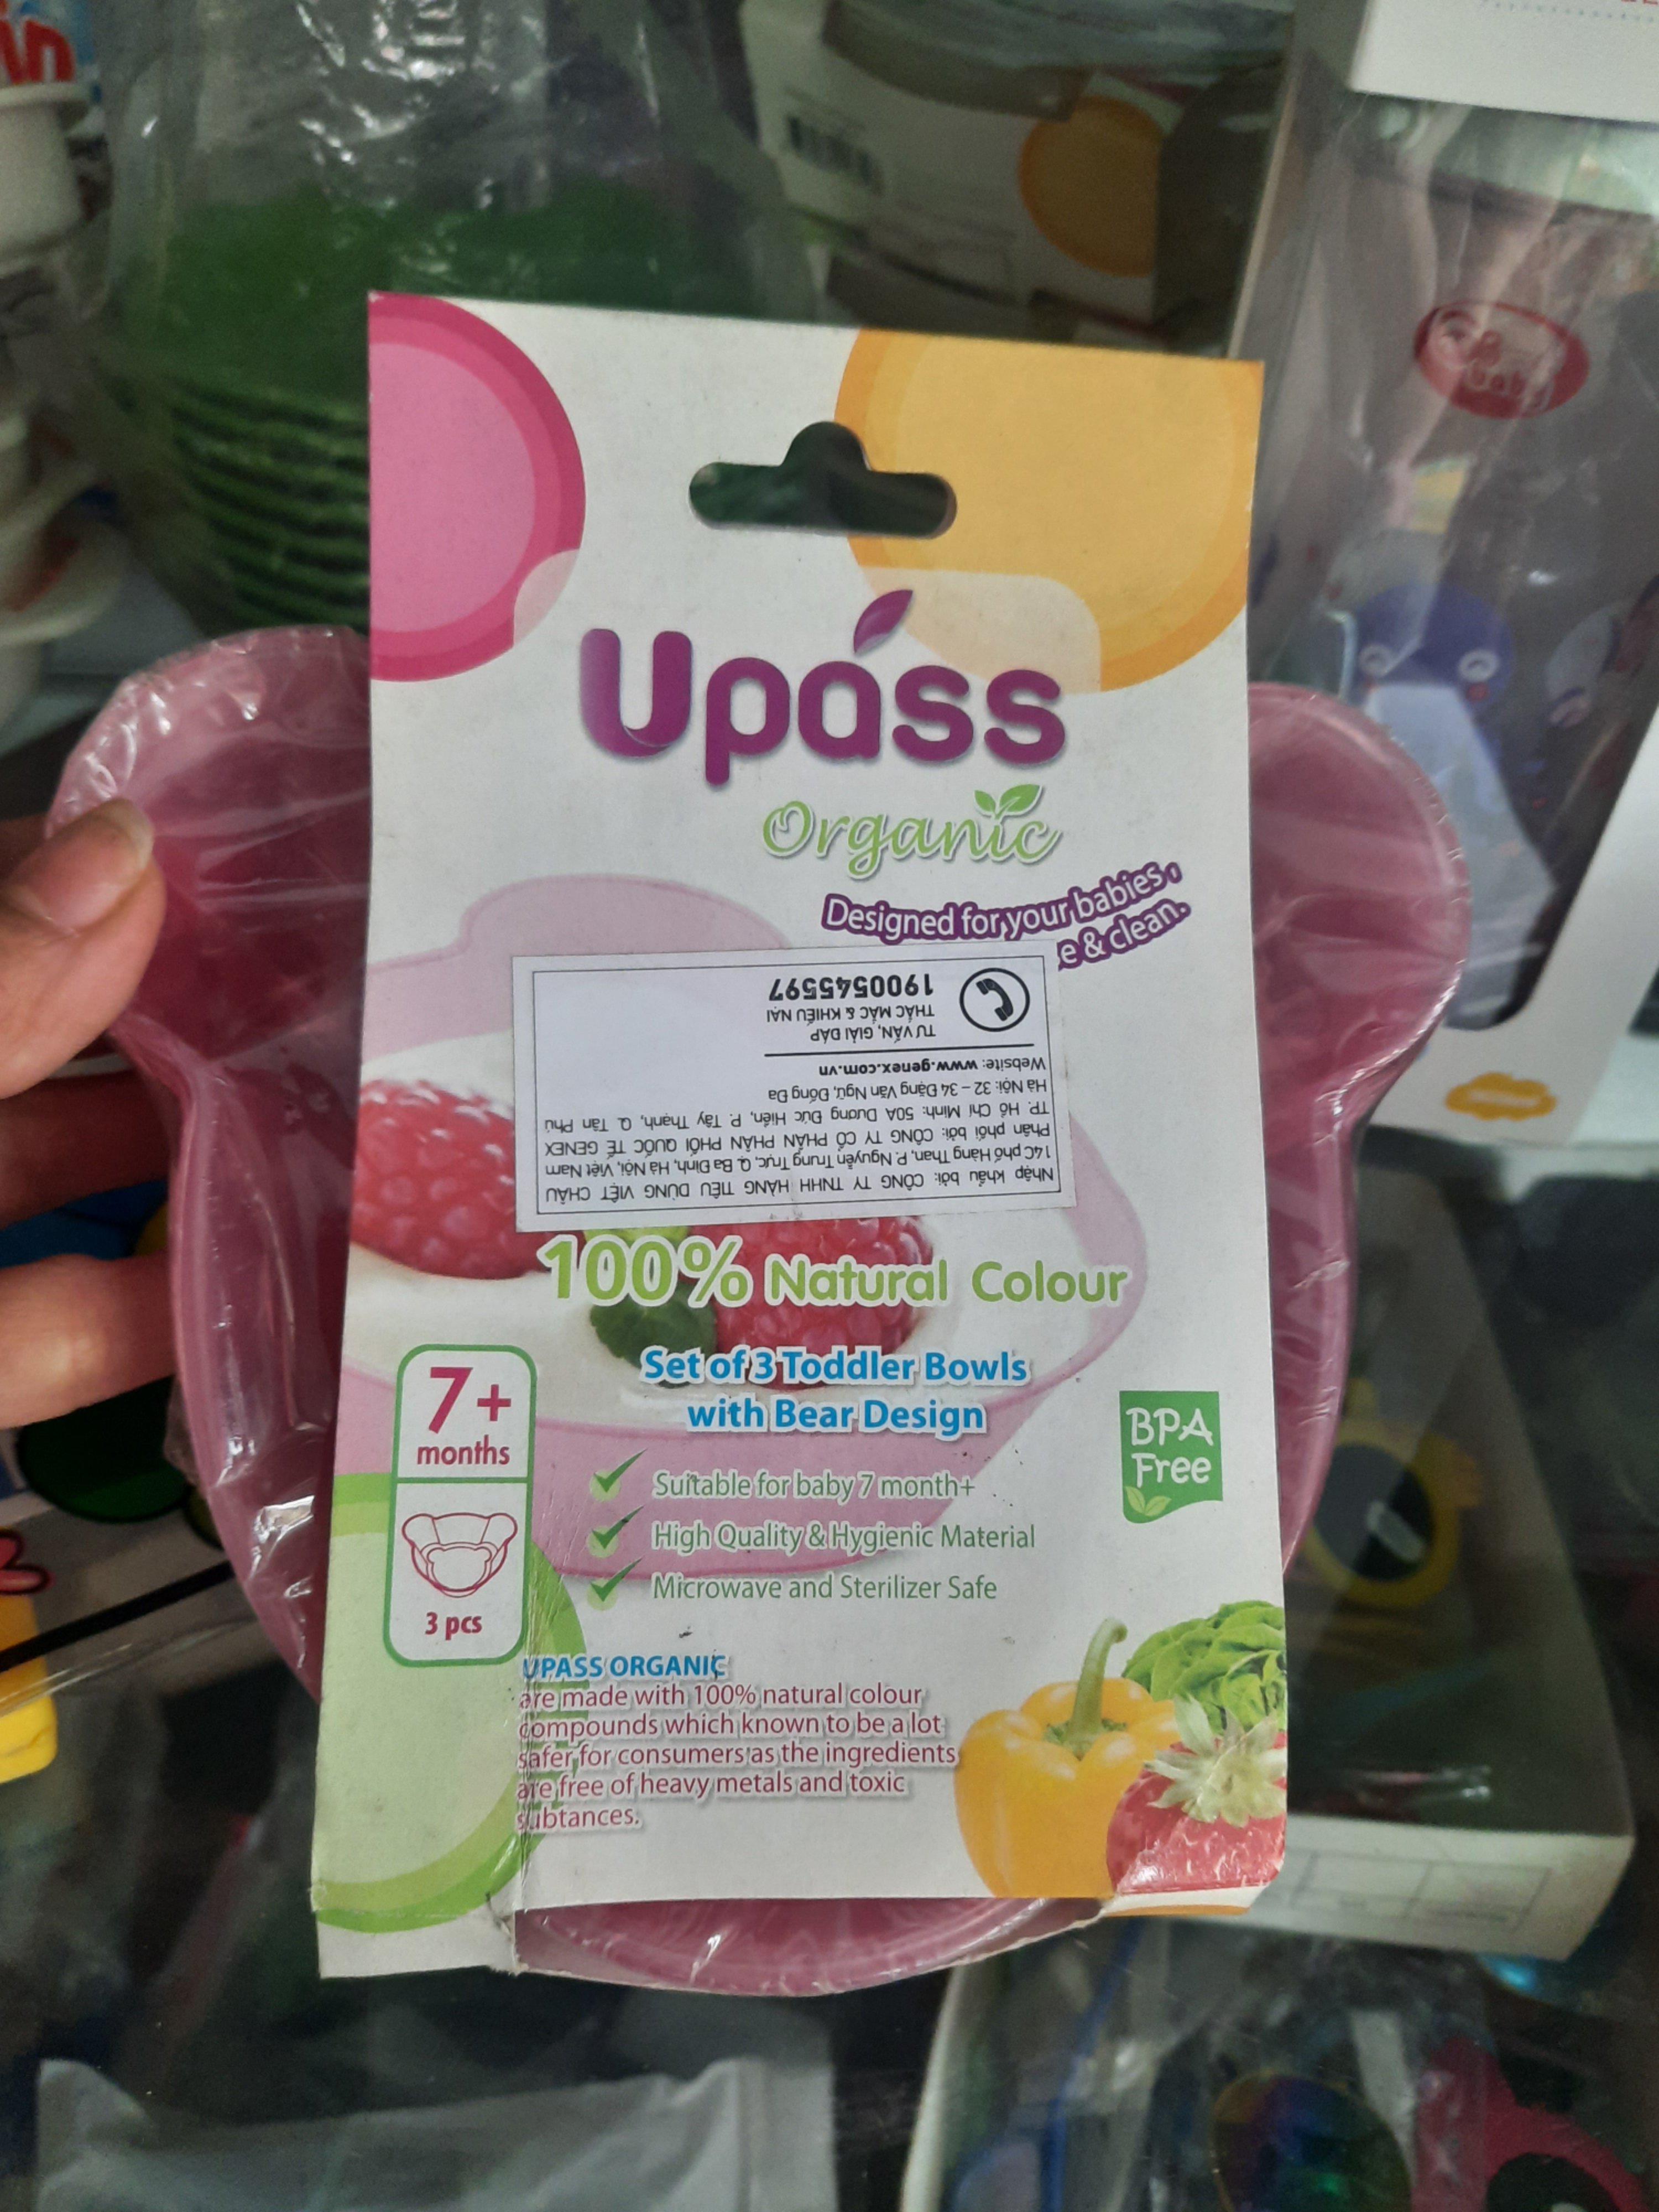 Upass
Organic
Designed for your babies,
e & clean.
Nhập khẩu bởi: CÔNG TY TNHH HÀNG TIÊU DÙNG VIỆT CHÂU
14C phố Hàng Than, P. Nguyễn Trung Trực, Q. Ba Đình, Hà Nội, Việt Nam
Phân phối bởi: CÔNG TY CỔ PHẦN PHÂN PHỐI QUỐC TẾ GENEX
TP. Hồ Chí Minh: 50A Dương Đức Hiền, P. Tây Thạnh, Q. Tân Phú
Hà Nội: 32 – 34 Đặng Văn Ngữ, Đống Đa
Website: www.genex.com.vn
TƯ VẤN, GIẢI ĐÁP
THẮC MẮC & KHIẾU NẠI
1900545597
100% Natural Colour
Set of 3 Toddler Bowls
with Bear Design
7+
months
3 pcs
Suitable for baby 7 month+
High Quality & Hygienic Material
Microwave and Sterilizer Safe
BPA
Free
UPASS ORGANIC
are made with 100% natural colour
compounds which known to be a lot
safer for consumers as the ingredients
are free of heavy metals and toxic
subtances.